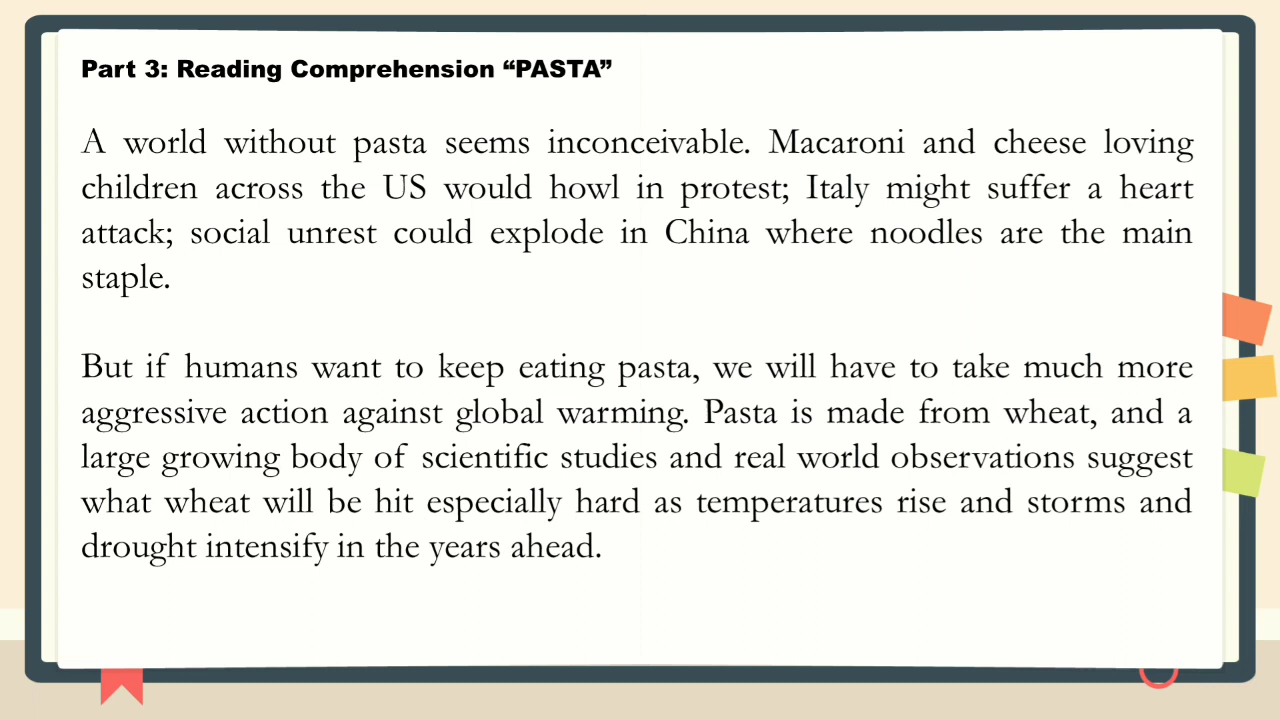 Part 3: Reading Comprehension “PASTA”
A world without pasta seems inconceivable. Macaroni and cheese loving
children across the US would howl in protest; Italy might suffer a heart
attack; social unrest could explode in China where noodles are the main
staple.
But if humans want to keep eating pasta, we will have to take much more
aggressive action against global warming. Pasta is made from wheat, and a
large growing body of scientific studies and real world observations suggest
what wheat will be hit especially hard as temperatures rise and storms and
drought intensify in the years ahead.